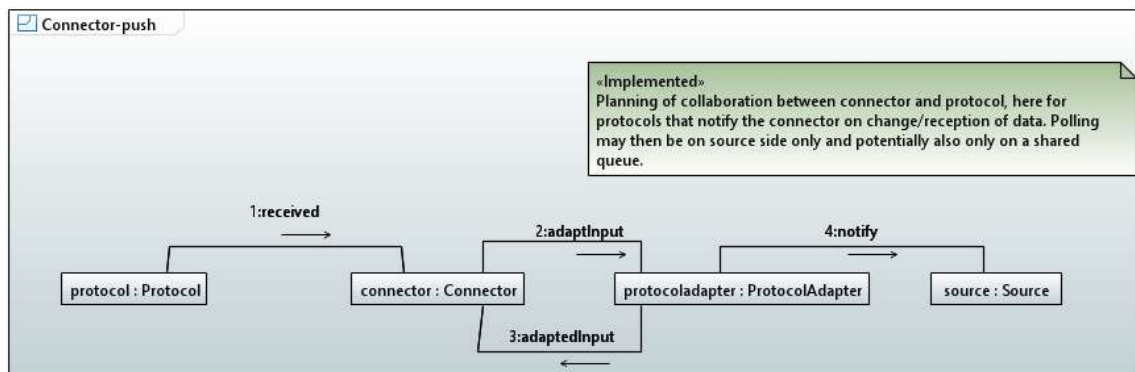 Connector-push
«Implemented»
Planning of collaboration between connector and protocol, here for
protocols that notify the connector on change/reception of data. Polling
may then be on source side only and potentially also only on a shared
queue.
1:received
2:adaptInput
4:notify
protocol : Protocol
connector : Connector
protocoladapter : ProtocolAdapter
source : Source
3:adaptedInput